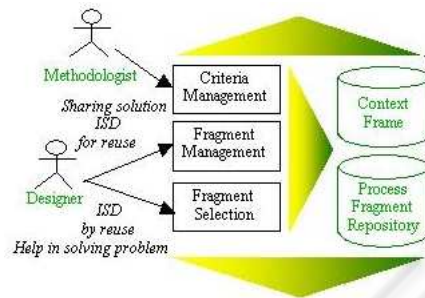 Methodologist
Sharing solution
ISD
for reuse
Designer
ISD
by reuse
Help in solving problem
Criteria
Management
Fragment
Management
Fragment
Selection
Context
Frame
Process
Fragment
Repository